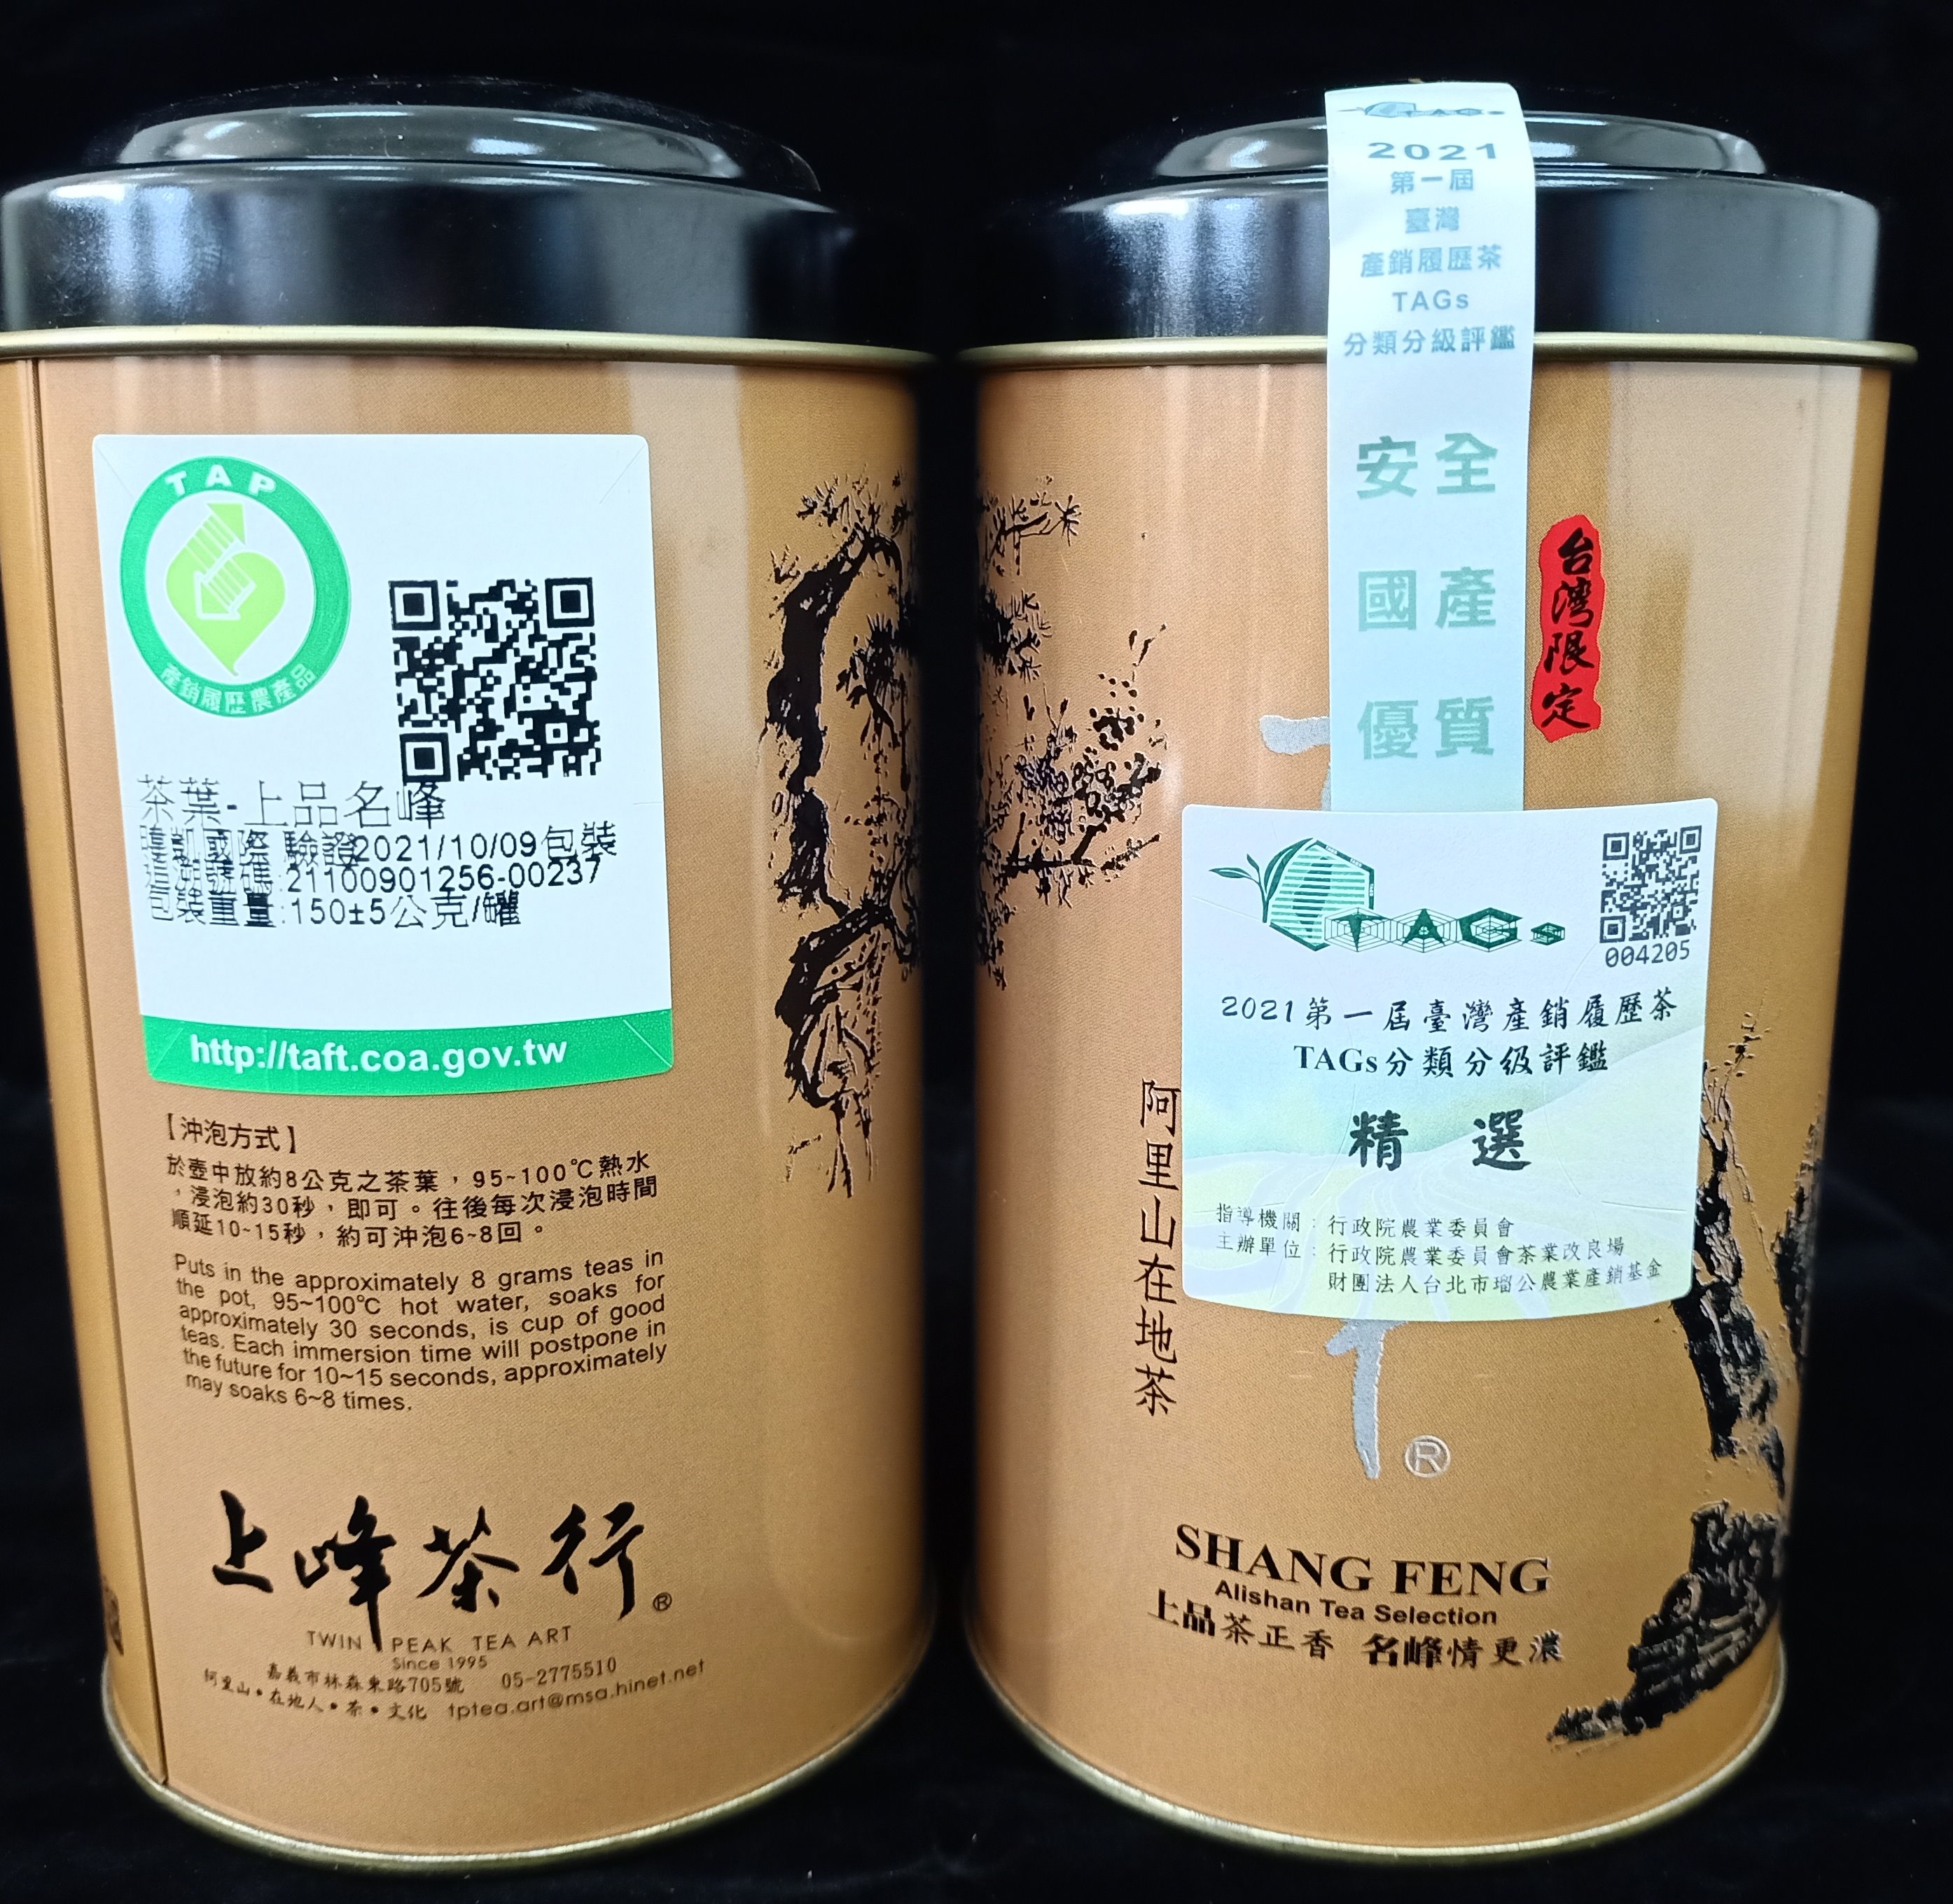 TAP
產銷履歷農產品
茶葉-上品名峰
暐凱國際 驗證2021/10/09包裝
追溯號碼:21100901256-00237
包裝重量:150±5公克/罐
http://taft.coa.gov.tw
【沖泡方式】
於壺中放約8公克之茶葉，95~100℃熱水
，浸泡約30秒，即可。往後每次浸泡時間
順延10~15秒，約可沖泡6~8回。
Puts in the approximately 8 grams teas in
the pot, 95~100℃ hot water, soaks for
approximately 30 seconds, is cup of good
teas. Each immersion time will postpone in
the future for 10~15 seconds, approximately
may soaks 6~8 times.
上峰茶行®
TWIN PEAK TEA ART
Since 1995
嘉義市林森東路705號 05-2775510
阿里山•在地人•茶•文化 tptea.art@msa.hinet.net
TAGs
2021
第一屆
臺灣
產銷履歷茶
TAGs
分類分級評鑑
安全
國產
優質
台灣限定
TAGs
004205
2021第一屆臺灣產銷履歷茶
TAGs分類分級評鑑
精 選
指導機關：行政院農業委員會
主辦單位：行政院農業委員會茶業改良場
財團法人台北市瑠公農業產銷基金
阿里山在地茶
®
SHANG FENG
Alishan Tea Selection
上品茶正香 名峰情更濃